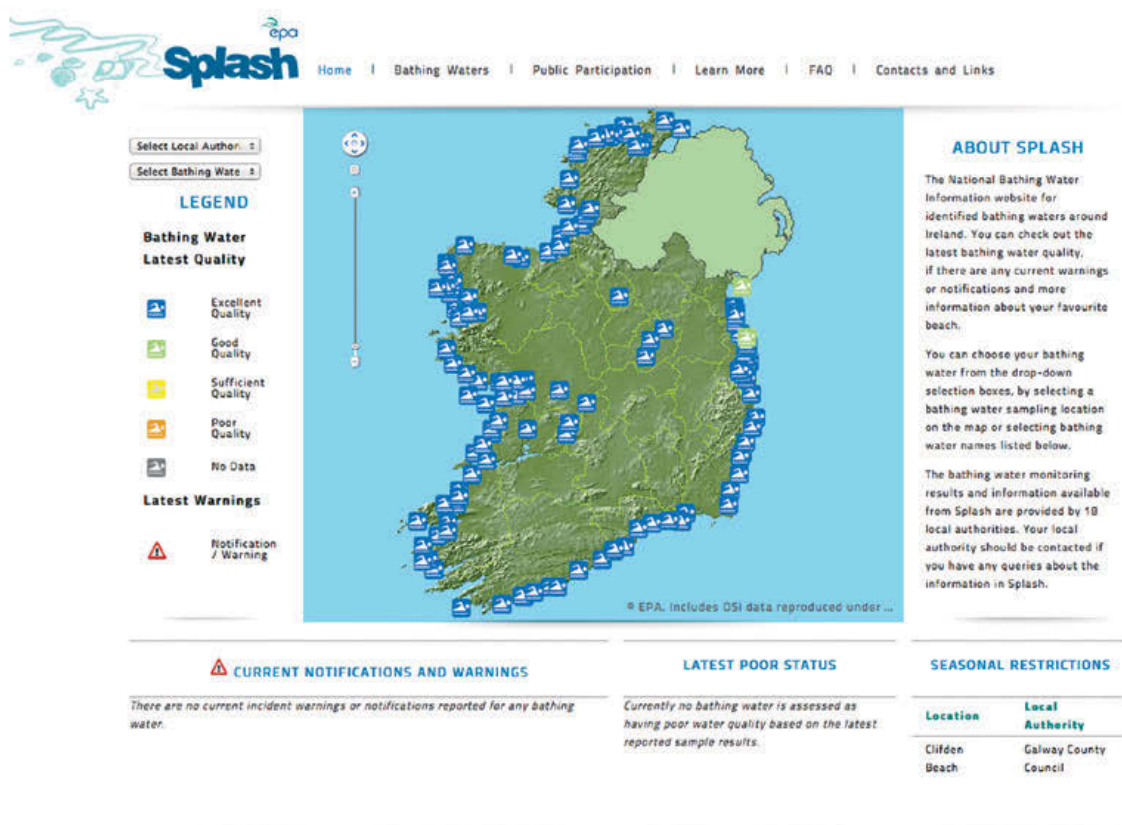 epa
Splash
Home | Bathing Waters | Public Participation | Learn More | FAQ | Contacts and Links
Select Local Author
Select Bathing Wate
LEGEND
Bathing Water
Latest Quality
Excellent
Quality
Good
Quality
Sufficient
Quality
Poor
Quality
No Data
Latest Warnings
Notification
/ Warning
© EPA. Includes OSi data reproduced under ...
ABOUT SPLASH
The National Bathing Water
Information website for
identified bathing waters around
Ireland. You can check out the
latest bathing water quality,
if there are any current warnings
or notifications and more
information about your favourite
beach.
You can choose your bathing
water from the drop-down
selection boxes, by selecting a
bathing water sampling location
on the map or selecting bathing
water names listed below.
The bathing water monitoring
results and information available
from Splash are provided by
local authorities. Your local
authority should be contacted if
you have any queries about the
information in Splash.
CURRENT NOTIFICATIONS AND WARNINGS
There are no current incident warnings or notifications reported for any bathing
water.
LATEST POOR STATUS
Currently no bathing water is assessed as
having poor water quality based on the latest
reported sample results.
SEASONAL RESTRICTIONS
Location
Local
Authority
Clifden
Beach
Galway County
Council